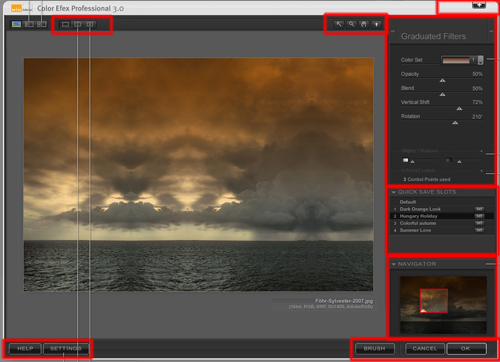 Color Efex Professional 3.0
Graduated Filters
Color Set 1
Opacity 50%
Blend 50%
Vertical Shift 72%
Rotation 210°
2 Control Points used
QUICK SAVE SLOTS
Default
1 Dark Orange Look
2 Hungary Holiday
3 Colorful autumn
4 Summer Love
NAVIGATOR
Föhr-Sylvester-2007.jpg
HELP
SETTINGS
BRUSH
CANCEL
OK